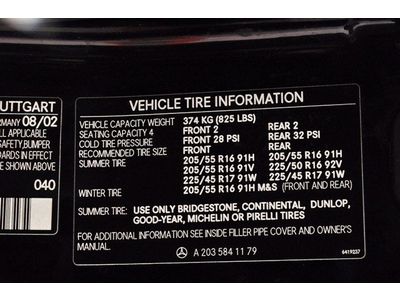 UTTGART
ERMANY 08/02
LL APPLICABLE
AFETY, BUMPER
ARDS IN EFFECT
040
VEHICLE TIRE INFORMATION
VEHICLE CAPACITY WEIGHT 374 KG (825 LBS)
SEATING CAPACITY 4 FRONT 2 REAR 2
COLD TIRE PRESSURE FRONT 28 PSI REAR 32 PSI
RECOMMENDED TIRE SIZE FRONT REAR
SUMMER TIRE: 205/55 R16 91H 205/55 R16 91H
205/55 R16 91V 225/50 R16 92V
225/45 R17 91W 225/45 R17 91W
WINTER TIRE 205/55 R16 91H M&S (FRONT AND REAR)
SUMMER TIRE: USE ONLY BRIDGESTONE, CONTINENTAL, DUNLOP,
GOOD-YEAR, MICHELIN OR PIRELLI TIRES
FOR ADDITIONAL INFORMATION SEE INSIDE FILLER PIPE COVER AND OWNER'S
MANUAL.
A 203 584 11 79
6419237